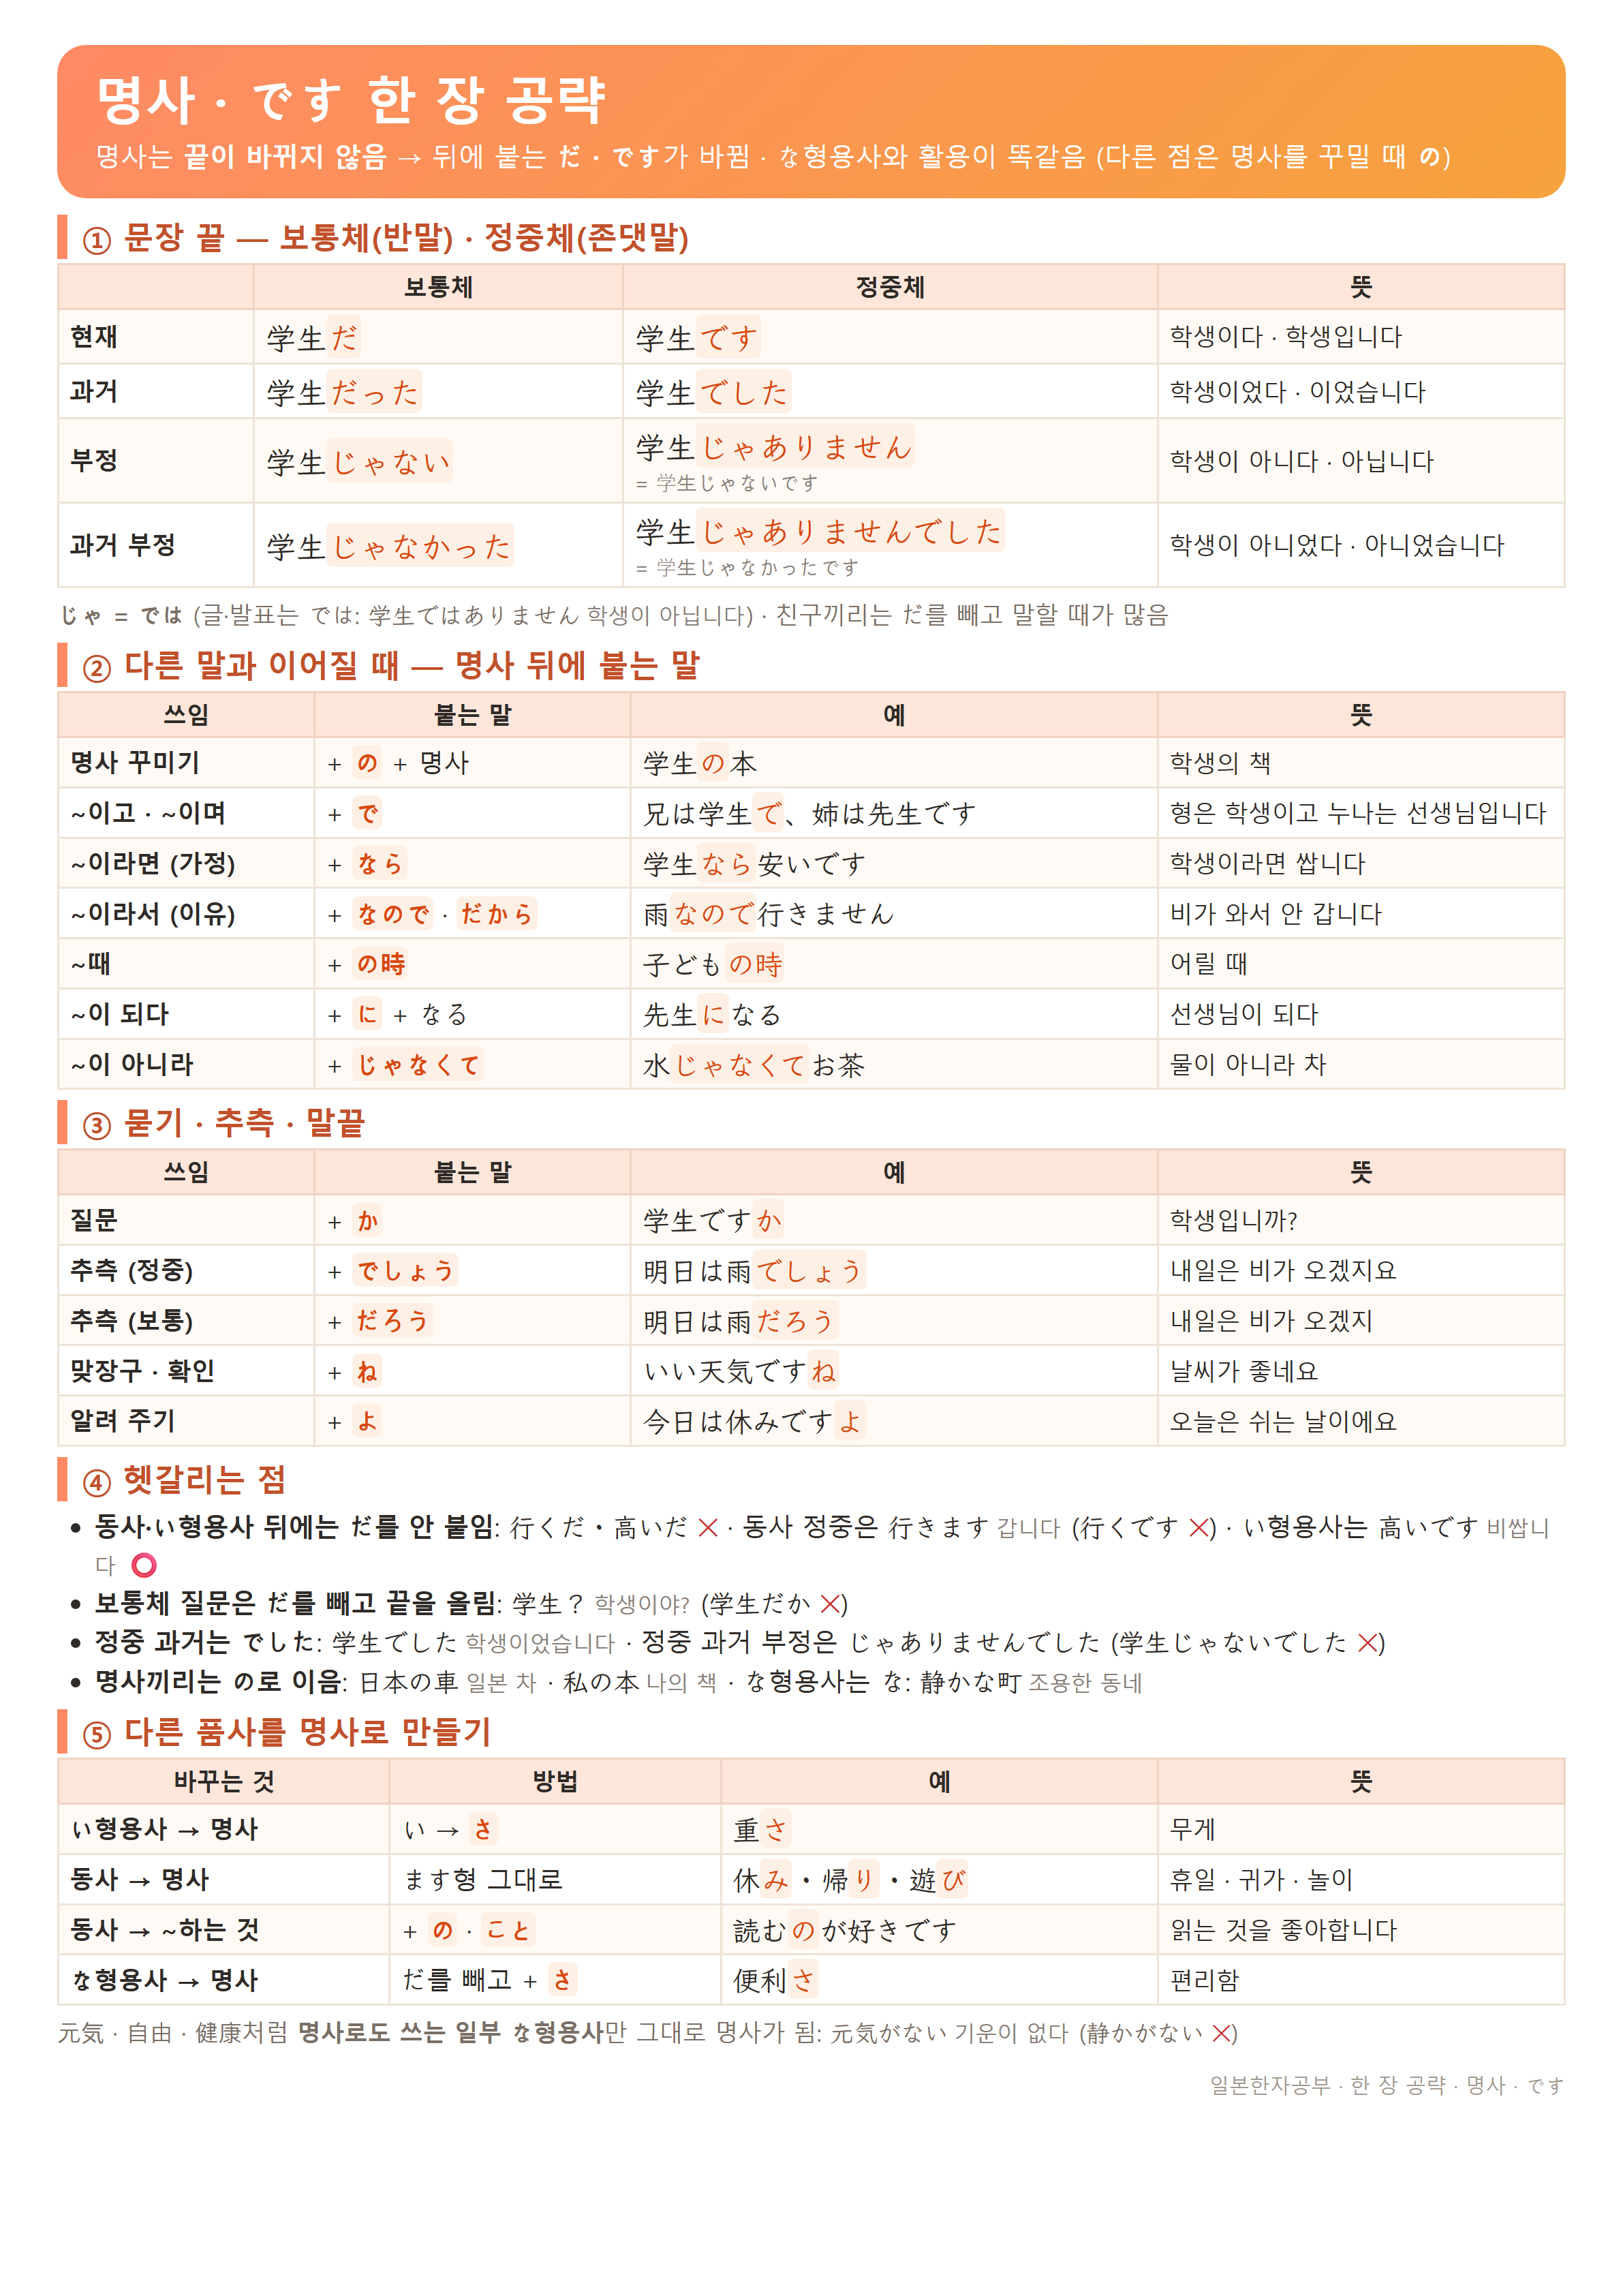 명사 · です 한 장 공략
명사는 끝이 바뀌지 않음 → 뒤에 붙는 だ · です가 바뀜 · な형용사와 활용이 똑같음 (다른 점은 명사를 꾸밀 때 の)
① 문장 끝 — 보통체(반말) · 정중체(존댓말)
보통체 정중체 뜻
현재 学生だ 学生です 학생이다 · 학생입니다
과거 学生だった 学生でした 학생이었다 · 이었습니다
부정 学生じゃない 学生じゃありません 학생이 아니다 · 아닙니다
= 学生じゃないです
과거 부정 学生じゃなかった 学生じゃありませんでした 학생이 아니었다 · 아니었습니다
= 学生じゃなかったです
じゃ = では (글·발표는 では: 学生ではありません 학생이 아닙니다) · 친구끼리는 だ를 빼고 말할 때가 많음
② 다른 말과 이어질 때 — 명사 뒤에 붙는 말
쓰임 붙는 말 예 뜻
명사 꾸미기 + の + 명사 学生の本 학생의 책
~이고 · ~이며 + で 兄は学生で、姉は先生です 형은 학생이고 누나는 선생님입니다
~이라면 (가정) + なら 学生なら安いです 학생이라면 쌉니다
~이라서 (이유) + なので · だから 雨なので行きません 비가 와서 안 갑니다
~때 + の時 子どもの時 어릴 때
~이 되다 + に + なる 先生になる 선생님이 되다
~이 아니라 + じゃなくて 水じゃなくてお茶 물이 아니라 차
③ 묻기 · 추측 · 말끝
쓰임 붙는 말 예 뜻
질문 + か 学生ですか 학생입니까?
추측 (정중) + でしょう 明日は雨でしょう 내일은 비가 오겠지요
추측 (보통) + だろう 明日は雨だろう 내일은 비가 오겠지
맞장구 · 확인 + ね いい天気ですね 날씨가 좋네요
알려 주기 + よ 今日は休みですよ 오늘은 쉬는 날이에요
④ 헷갈리는 점
• 동사·い형용사 뒤에는 だ를 안 붙임: 行くだ・高いだ ❌ · 동사 정중은 行きます 갑니다 (行くです ❌) · い형용사는 高いです 비쌉니
다 ⭕
• 보통체 질문은 だ를 빼고 끝을 올림: 学生？ 학생이야? (学生だか ❌)
• 정중 과거는 でした: 学生でした 학생이었습니다 · 정중 과거 부정은 じゃありませんでした (学生じゃないでした ❌)
• 명사끼리는 の로 이음: 日本の車 일본 차 · 私の本 나의 책 · な형용사는 な: 静かな町 조용한 동네
⑤ 다른 품사를 명사로 만들기
바꾸는 것 방법 예 뜻
い형용사 → 명사 い → さ 重さ 무게
동사 → 명사 ます형 그대로 休み・帰り・遊び 휴일 · 귀가 · 놀이
동사 → ~하는 것 + の · こと 読むのが好きです 읽는 것을 좋아합니다
な형용사 → 명사 だ를 빼고 + さ 便利さ 편리함
元気 · 自由 · 健康처럼 명사로도 쓰는 일부 な형용사만 그대로 명사가 됨: 元気がない 기운이 없다 (静かがない ❌)
일본한자공부 · 한 장 공략 · 명사 · です